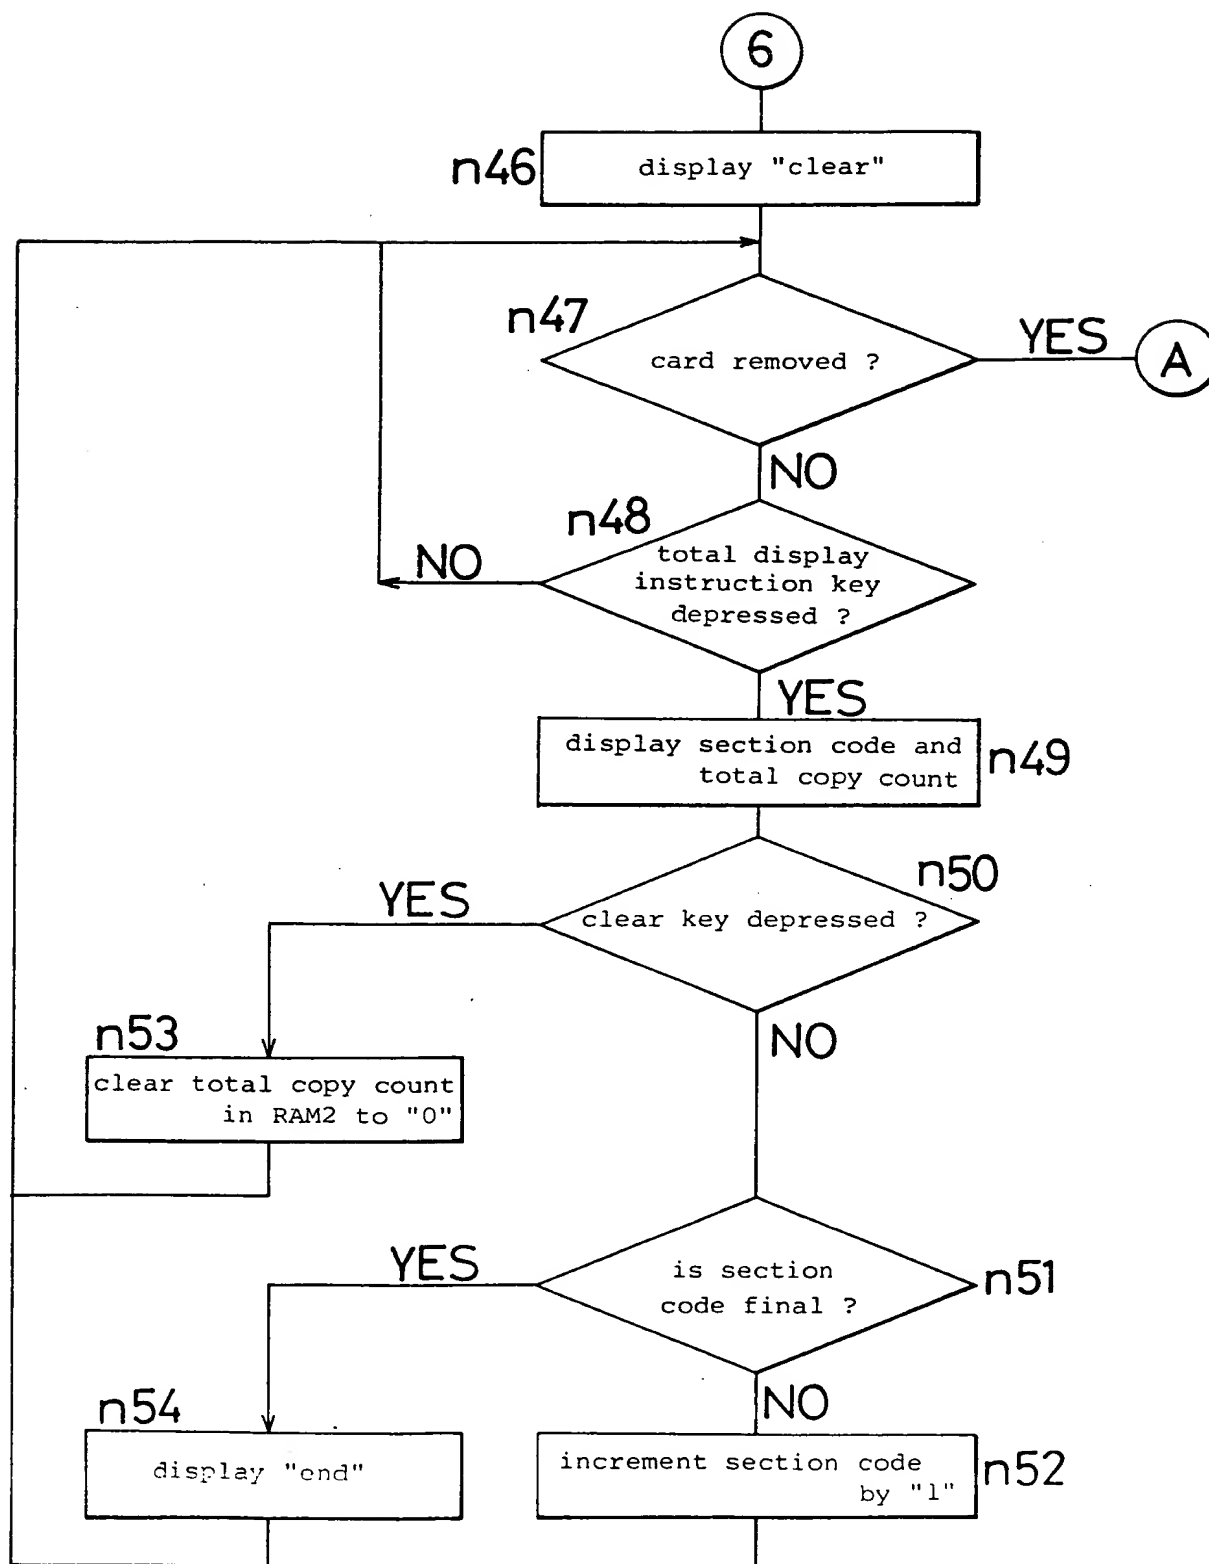 6
n46
display "clear"
n47
card removed ?
YES
A
NO
n48
total display
instruction key
depressed ?
NO
YES
display section code and
total copy count
n49
n50
clear key depressed ?
YES
NO
n53
clear total copy count
in RAM2 to "0"
YES
is section
code final ?
n51
NO
n54
display "end"
increment section code
by "1"
n52